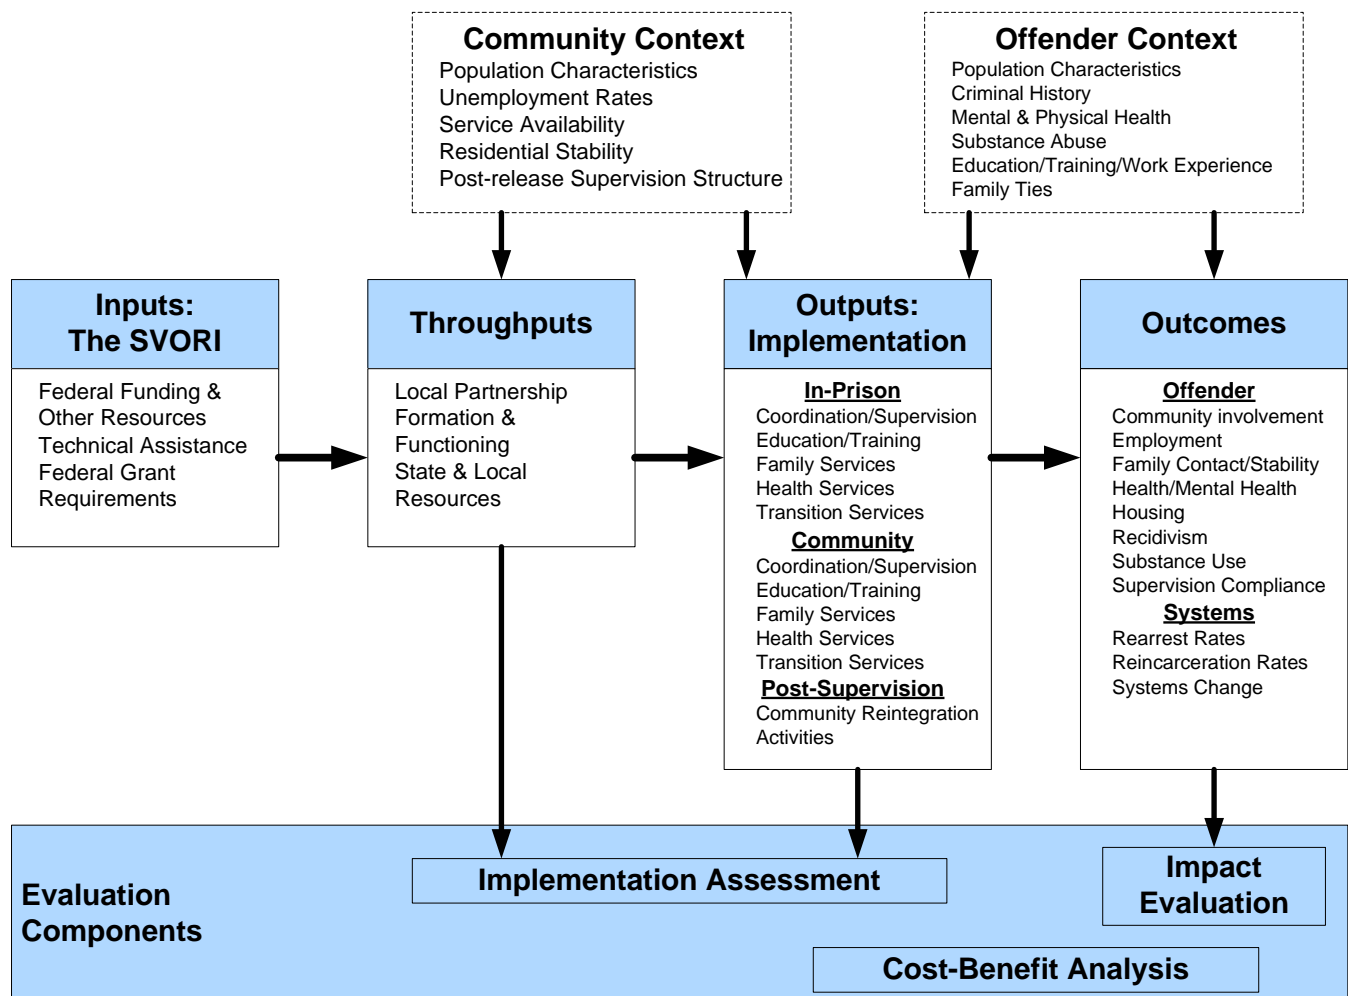 Community Context
Population Characteristics
Unemployment Rates
Service Availability
Residential Stability
Post-release Supervision Structure
Offender Context
Population Characteristics
Criminal History
Mental & Physical Health
Substance Abuse
Education/Training/Work Experience
Family Ties
Inputs:
The SVORI
Federal Funding &
Other Resources
Technical Assistance
Federal Grant
Requirements
Throughputs
Local Partnership
Formation &
Functioning
State & Local
Resources
Outputs:
Implementation
In-Prison
Coordination/Supervision
Education/Training
Family Services
Health Services
Transition Services
Community
Coordination/Supervision
Education/Training
Family Services
Health Services
Transition Services
Post-Supervision
Community Reintegration
Activities
Outcomes
Offender
Community involvement
Employment
Family Contact/Stability
Health/Mental Health
Housing
Recidivism
Substance Use
Supervision Compliance
Systems
Rearrest Rates
Reincarceration Rates
Systems Change
Evaluation
Components
Implementation Assessment
Impact
Evaluation
Cost-Benefit Analysis